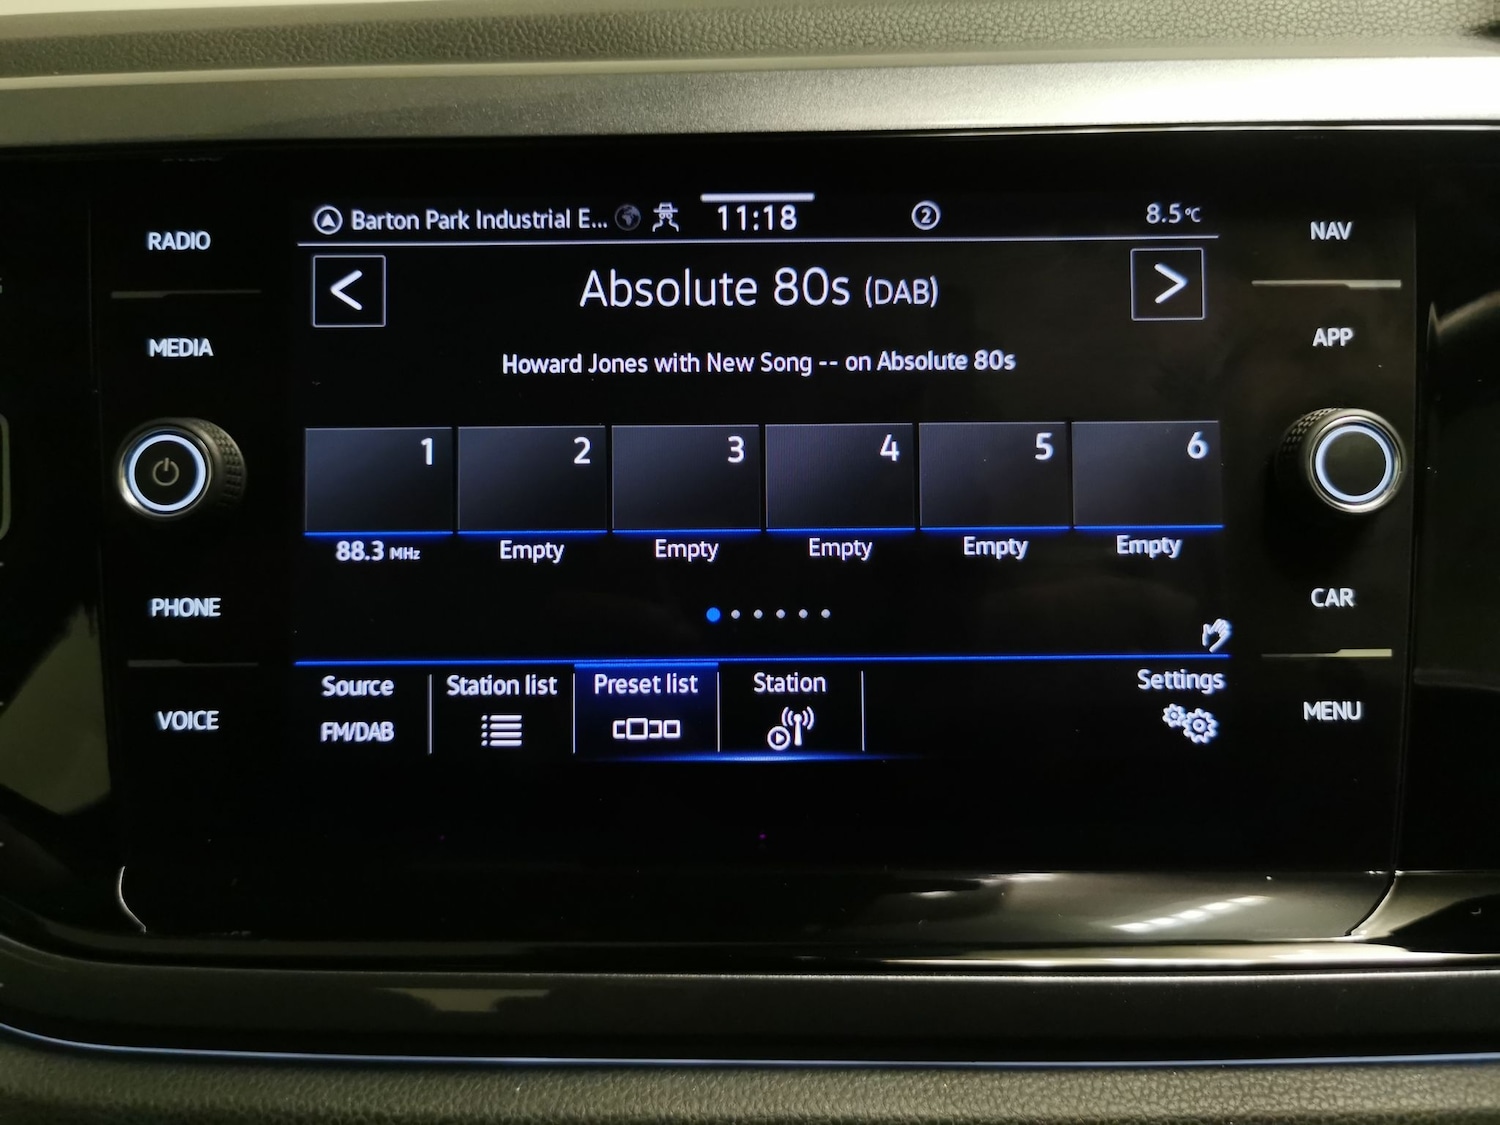 RADIO
MEDIA
PHONE
VOICE
Barton Park Industrial E...
11:18
2
8.5°C
Absolute 80s (DAB)
Howard Jones with New Song -- on Absolute 80s
1 2 3 4 5 6
88.3 MHz Empty Empty Empty Empty Empty
Source Station list Preset list Station Settings
FM/DAB
NAV
APP
CAR
MENU